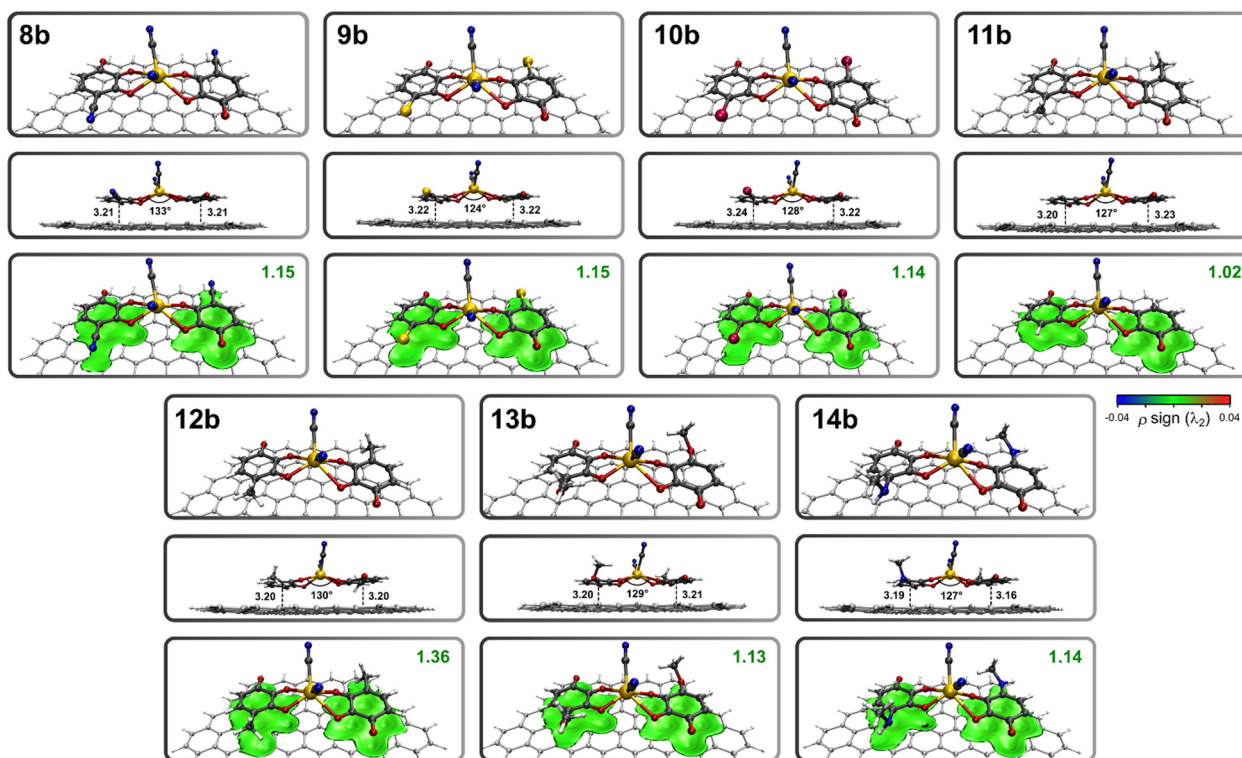 8b
9b
10b
11b
3.21 133° 3.21
3.22 124° 3.22
3.24 128° 3.22
3.20 127° 3.23
1.15
1.15
1.14
1.02
-0.04 ρ sign (λ₂) 0.04
12b
13b
14b
3.20 130° 3.20
3.20 129° 3.21
3.19 127° 3.16
1.36
1.13
1.14